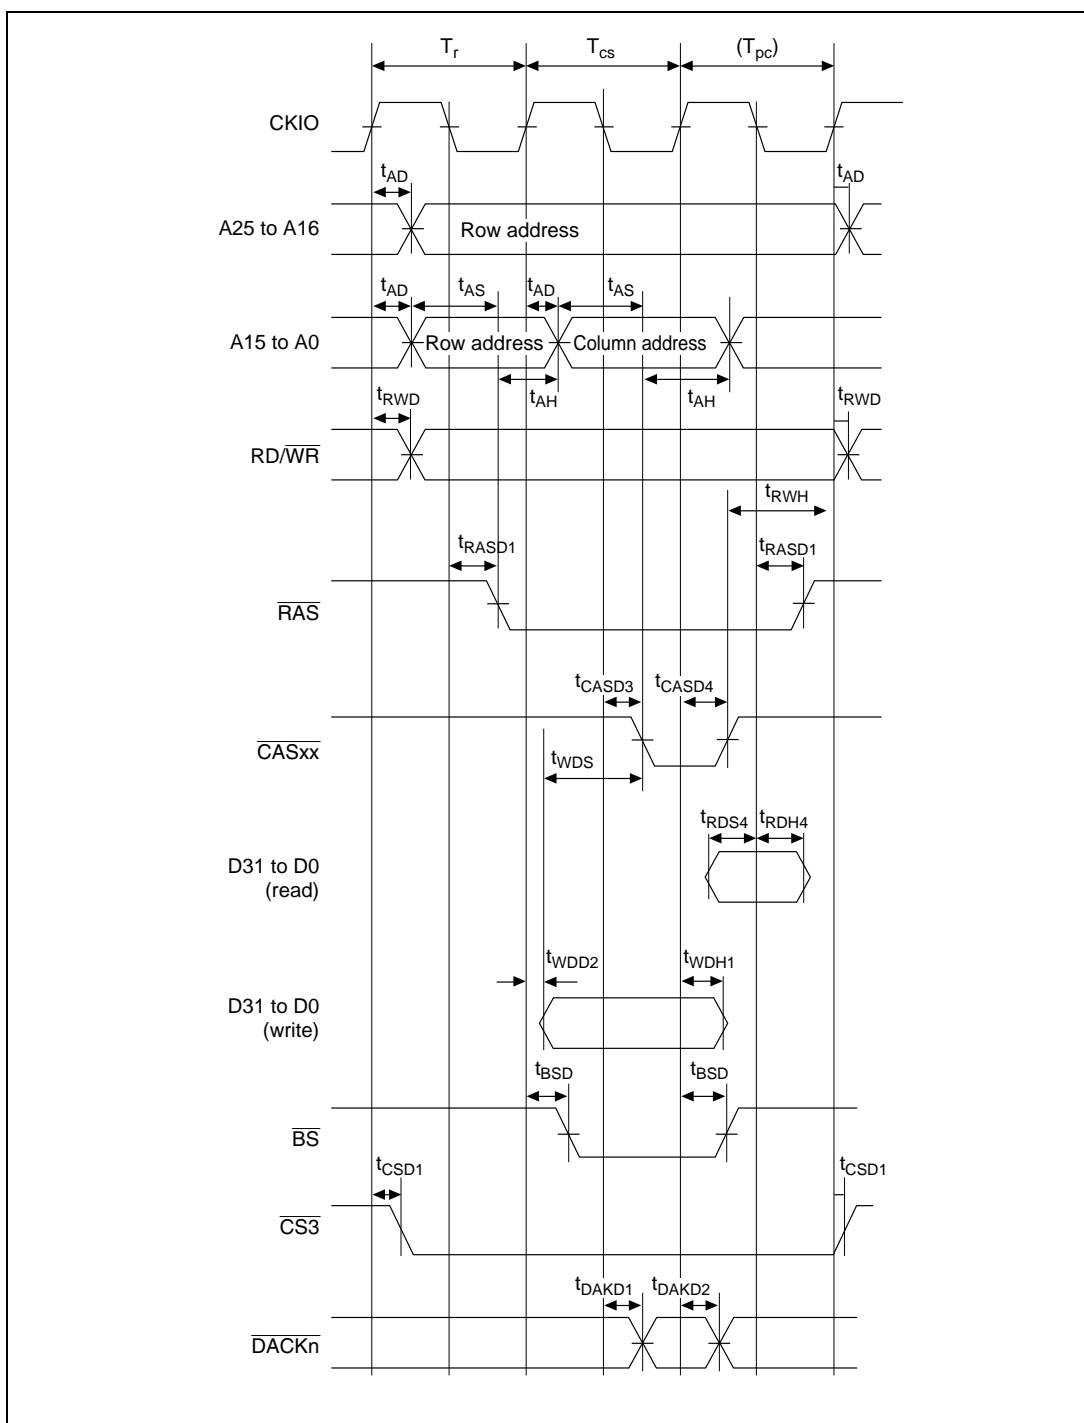 Tr Tcs (Tpc)
CKIO
tAD tAD
A25 to A16 Row address
tAD tAS tAD tAS
A15 to A0 Row address Column address
tAH tAH
tRWD tRWD
RD/WR
tRWH
tRASD1 tRASD1
RAS
tCASD3 tCASD4
CASxx
tWDS
tRDS4 tRDH4
D31 to D0
(read)
tWDD2 tWDH1
D31 to D0
(write)
tBSD tBSD
BS
tCSD1 tCSD1
CS3
tDAKD1 tDAKD2
DACKn